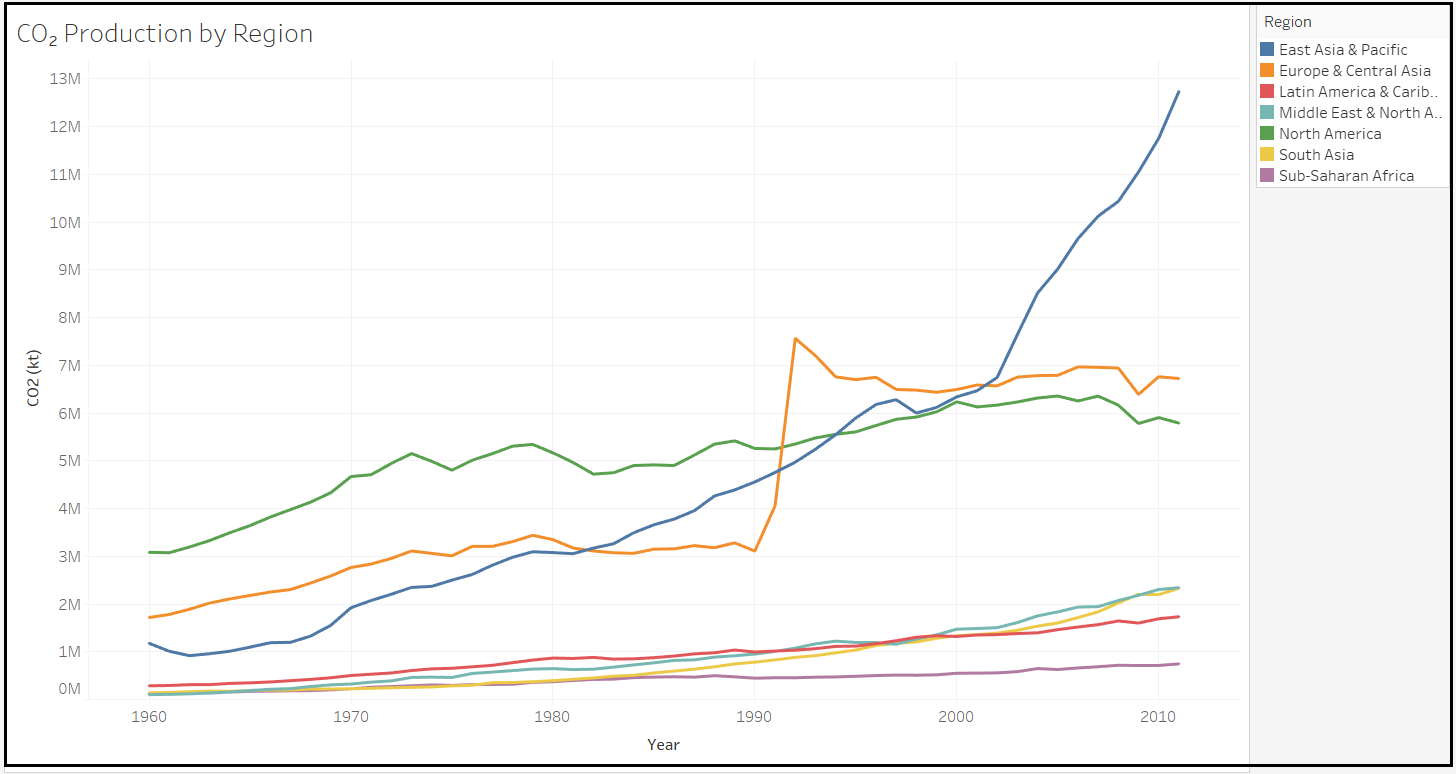 CO₂ Production by Region
Region
East Asia & Pacific
Europe & Central Asia
Latin America & Carib..
Middle East & North A..
North America
South Asia
Sub-Saharan Africa
13M
12M
11M
10M
9M
8M
7M
6M
5M
4M
3M
2M
1M
0M
CO2 (kt)
1960 1970 1980 1990 2000 2010
Year